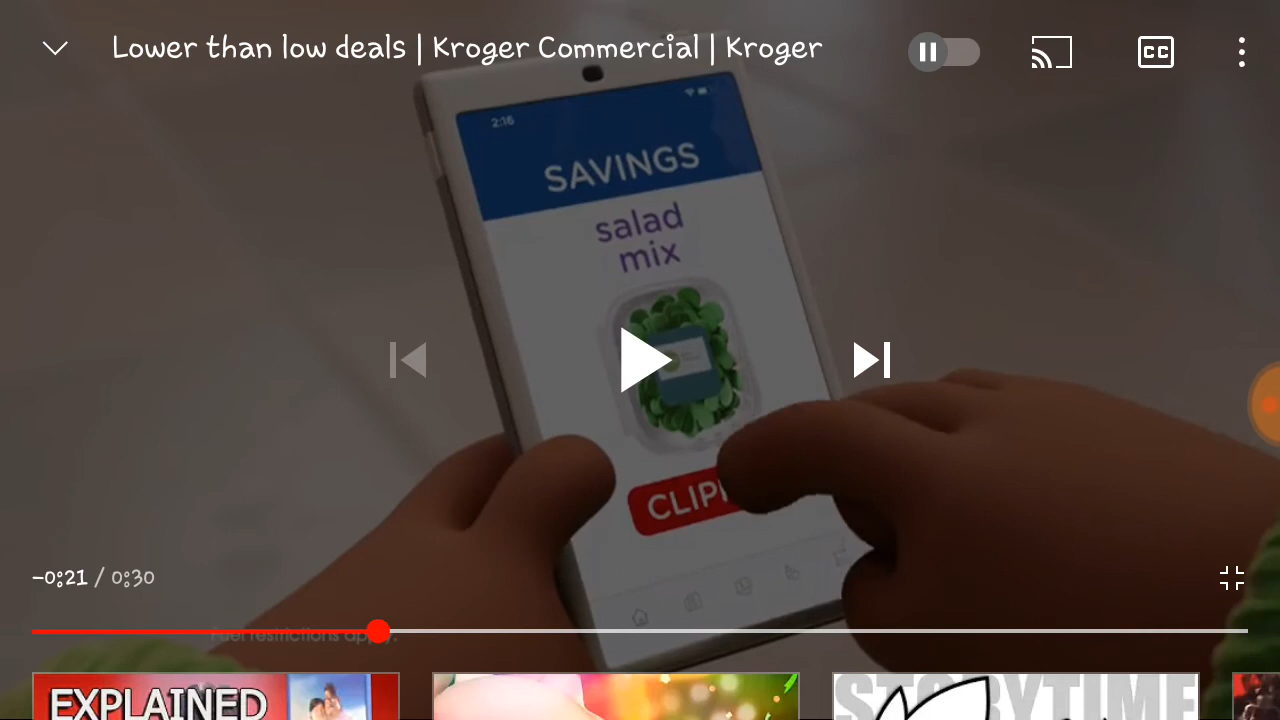 Lower than low deals | Kroger Commercial | Kroger
CC
2:16
SAVINGS
salad
mix
CLIP
-0:21 / 0:30
Fuel restrictions apply.
EXPLAINED
STORYTIME